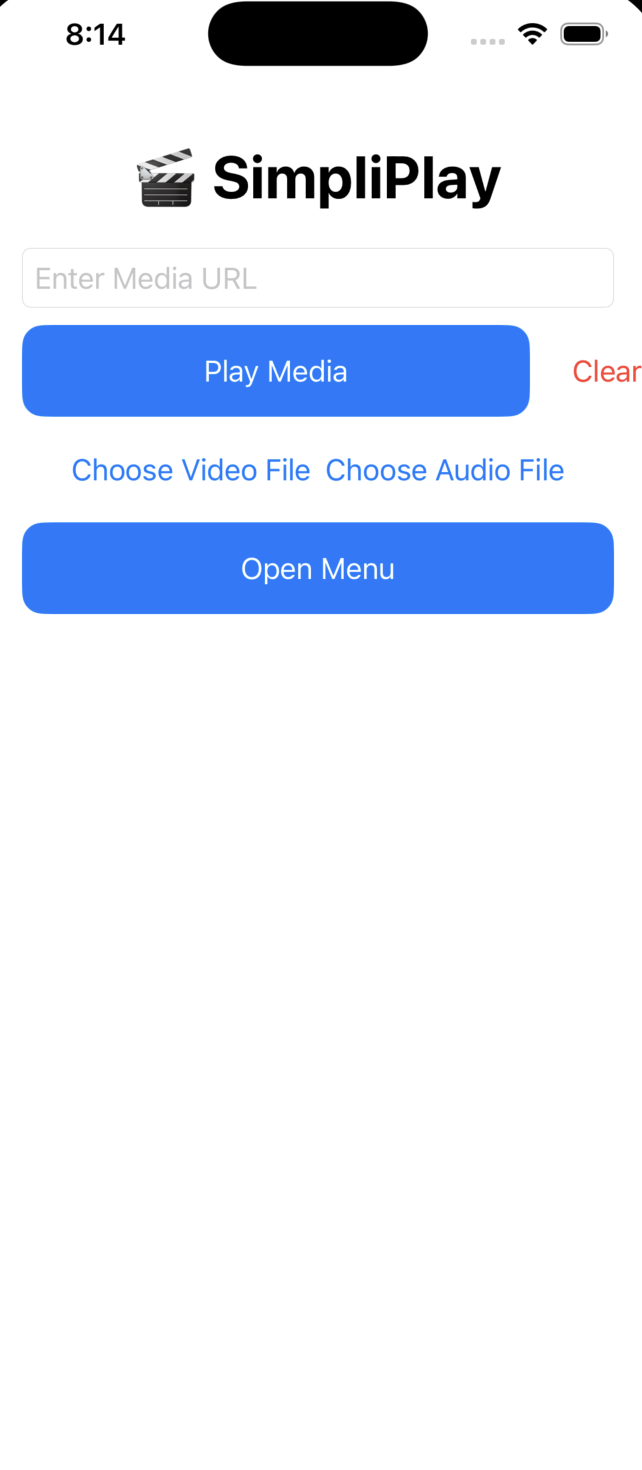 8:14
🎬 SimpliPlay
Enter Media URL
Play Media
Clear
Choose Video File Choose Audio File
Open Menu